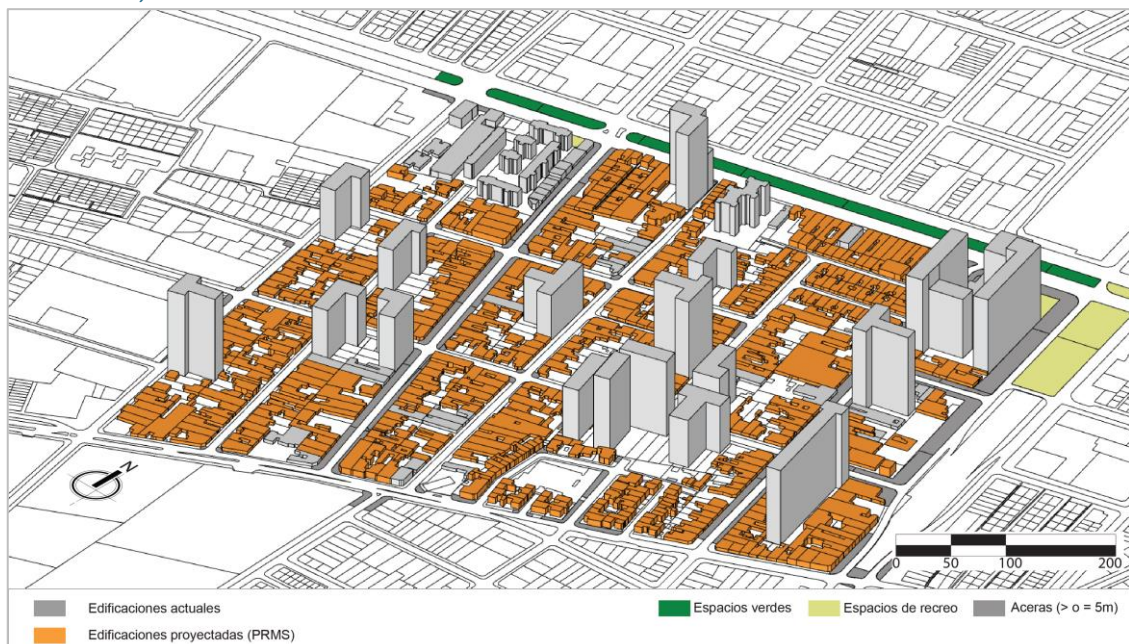 N
0 50 100 200
Edificaciones actuales
Espacios verdes
Espacios de recreo
Aceras (> o = 5m)
Edificaciones proyectadas (PRMS)